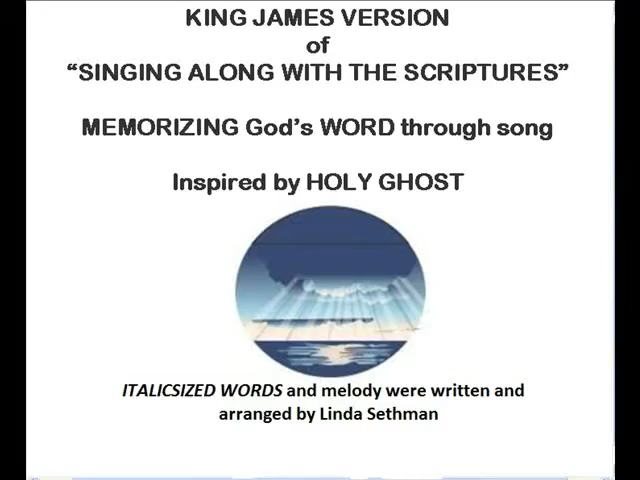 KING JAMES VERSION
of
“SINGING ALONG WITH THE SCRIPTURES”
MEMORIZING God’s WORD through song
Inspired by HOLY GHOST
ITALICSIZED WORDS and melody were written and
arranged by Linda Sethman